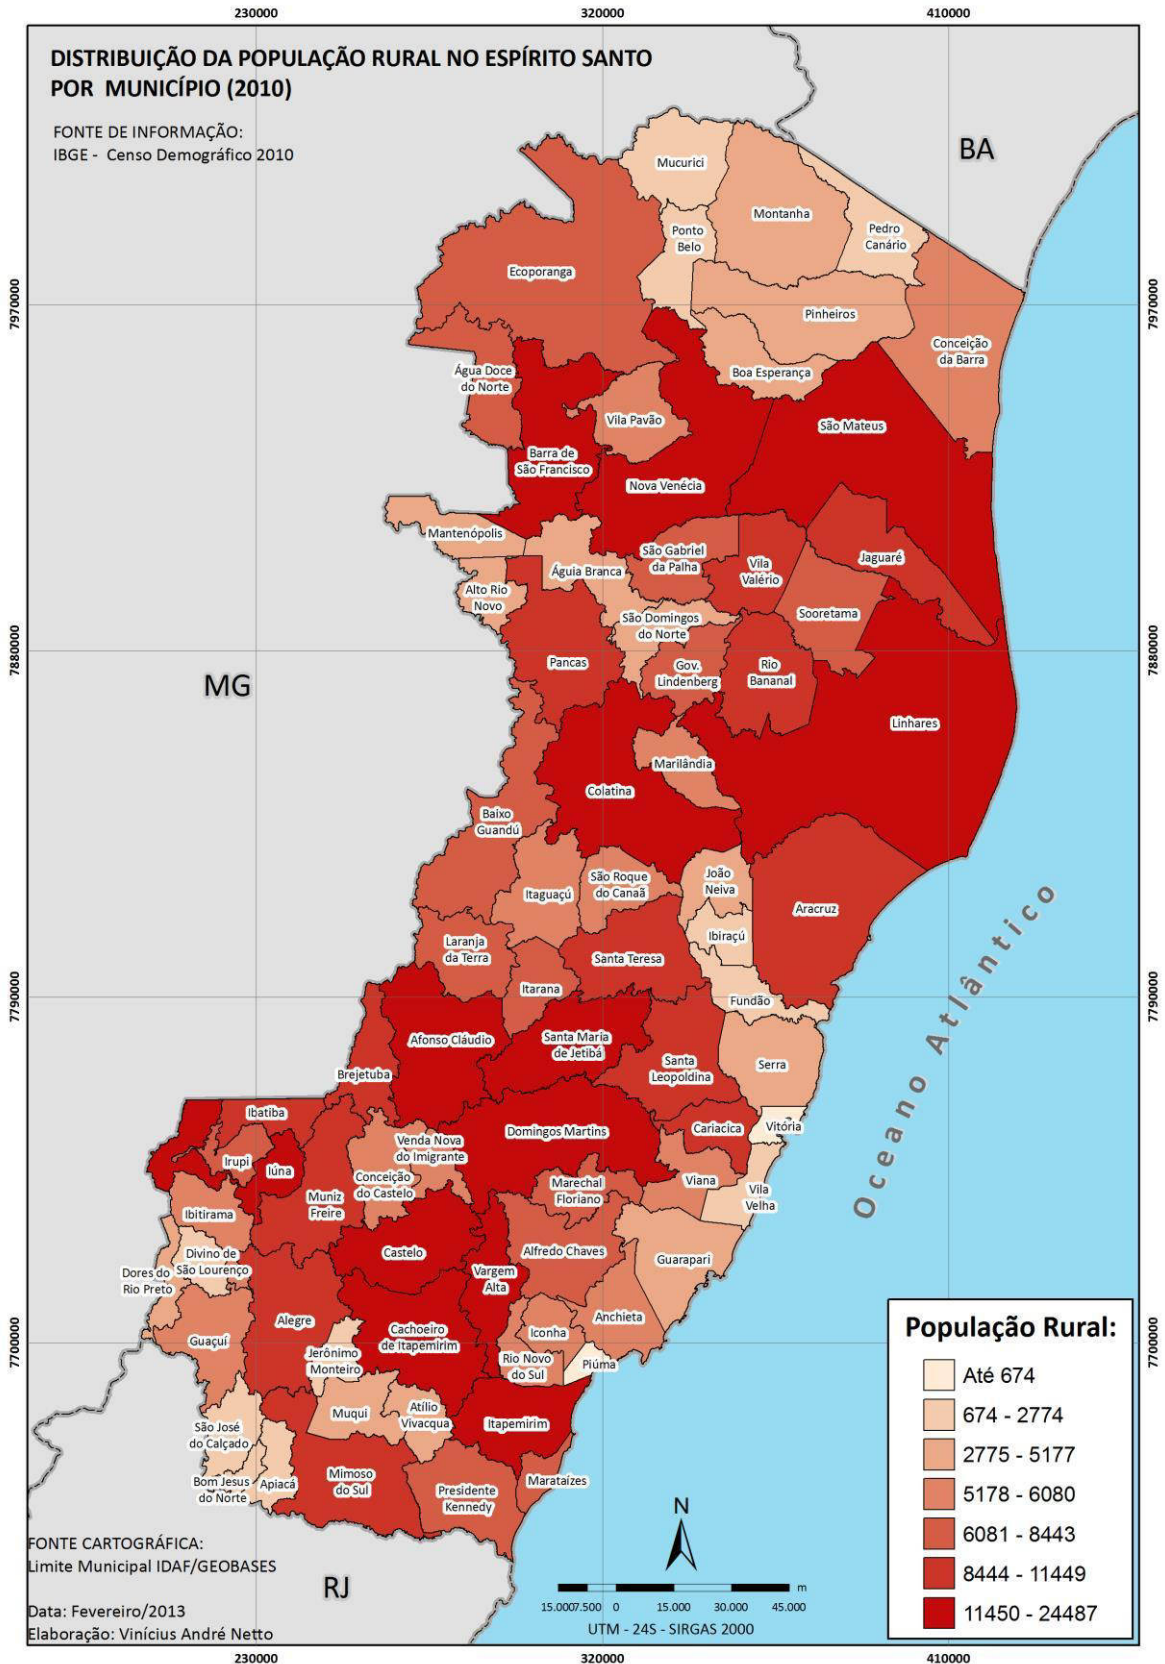 230000
320000
410000
DISTRIBUIÇÃO DA POPULAÇÃO RURAL NO ESPÍRITO SANTO
POR MUNICÍPIO (2010)
FONTE DE INFORMAÇÃO:
IBGE - Censo Demográfico 2010
BA
Mucurici
Montanha
Ponto
Belo
Pedro
Canário
Ecoporanga
7970000
7970000
Pinheiros
Conceição
da Barra
Água Doce
do Norte
Boa Esperança
Vila Pavão
São Mateus
Barra de
São Francisco
Nova Venécia
Mantenópolis
São Gabriel
da Palha
Vila
Valério
Jaguaré
Águia Branca
Alto Rio
Novo
São Domingos
do Norte
Sooretama
7880000
7880000
Pancas
Gov.
Lindenberg
Rio
Bananal
MG
Linhares
Marilândia
Colatina
Baixo
Guandú
Itaguaçú
São Roque
do Canaã
João
Neiva
Aracruz
Ibiraçú
Laranja
da Terra
Santa Teresa
Itarana
Fundão
7790000
7790000
Oceano Atlântico
Afonso Cláudio
Santa Maria
de Jetibá
Santa
Leopoldina
Serra
Brejetuba
Ibatiba
Domingos Martins
Cariacica
Vitória
Irupi
Iúna
Venda Nova
do Imigrante
Conceição
do Castelo
Marechal
Floriano
Viana
Vila
Velha
Muniz
Freire
Ibitirama
Divino de
São Lourenço
Castelo
Alfredo Chaves
Guarapari
Dores do
Rio Preto
Vargem
Alta
Guaçuí
Alegre
Cachoeiro
de Itapemirim
Anchieta
Iconha
7700000
7700000
Jerônimo
Monteiro
Rio Novo
do Sul
Piúma
Muqui
Atílio
Vivacqua
Itapemirim
São José
do Calçado
Bom Jesus
do Norte
Apiacá
Mimoso
do Sul
Presidente
Kennedy
Marataízes
População Rural:
Até 674
674 - 2774
2775 - 5177
5178 - 6080
6081 - 8443
8444 - 11449
11450 - 24487
N
m
15.0007.500 0 15.000 30.000 45.000
UTM - 24S - SIRGAS 2000
FONTE CARTOGRÁFICA:
Limite Municipal IDAF/GEOBASES
RJ
Data: Fevereiro/2013
Elaboração: Vinícius André Netto
230000
320000
410000